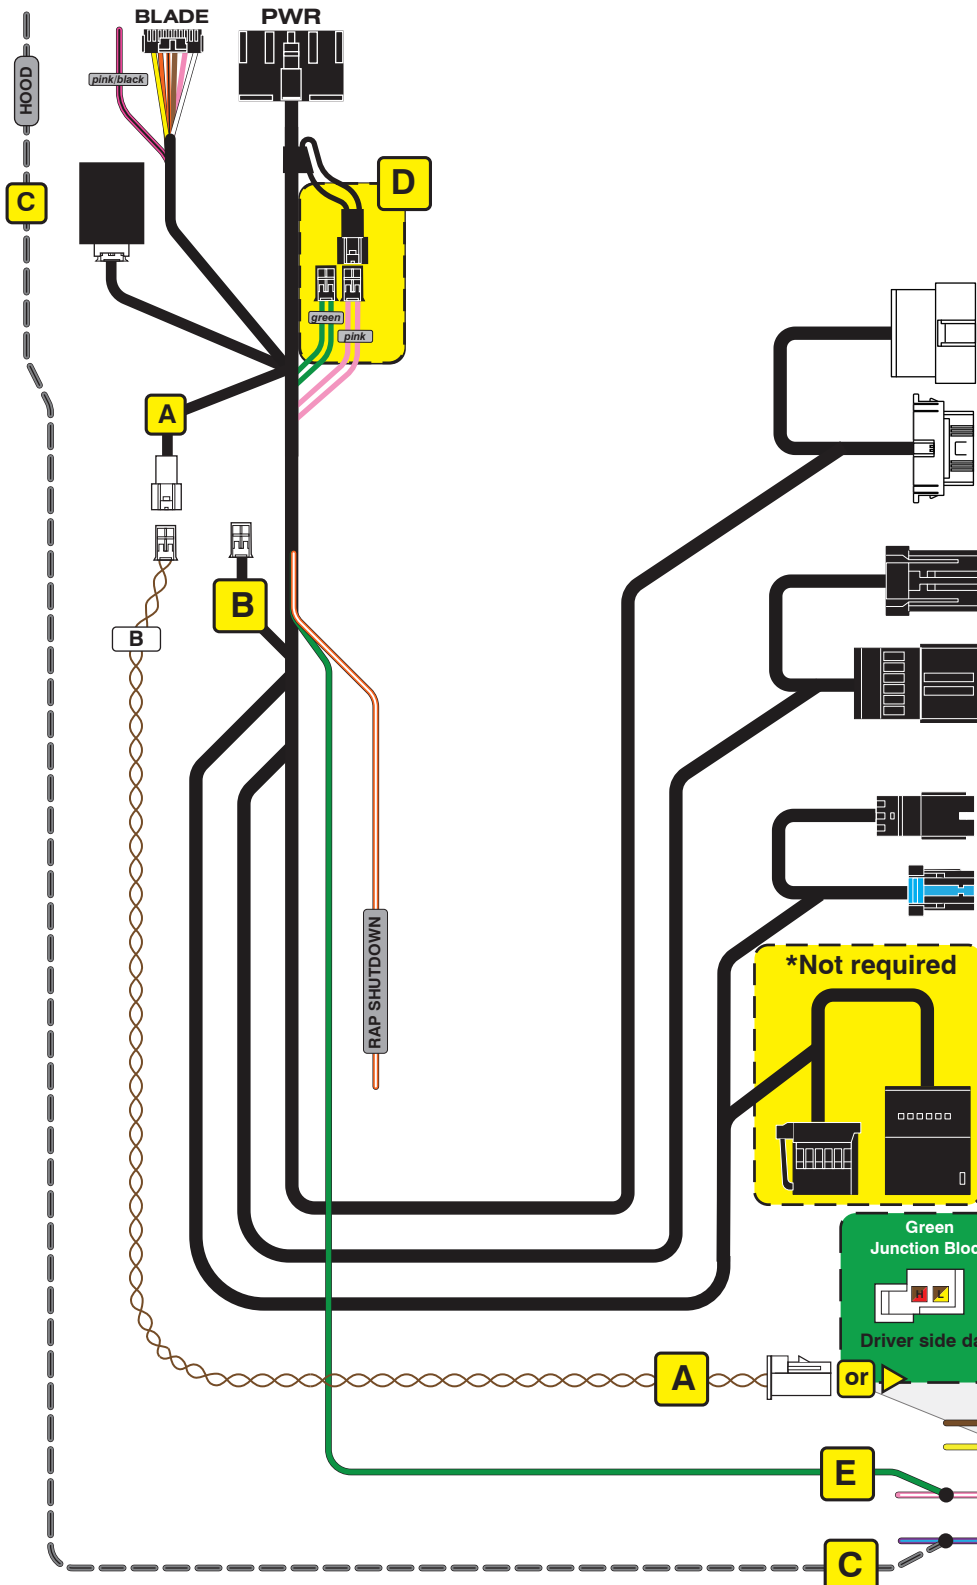 BLADE
PWR
HOOD
pink/black
C
D
green
pink
A
B
B
RAP SHUTDOWN
*Not required
Green
Junction Bloc
H L
Driver side da
A
or
E
C